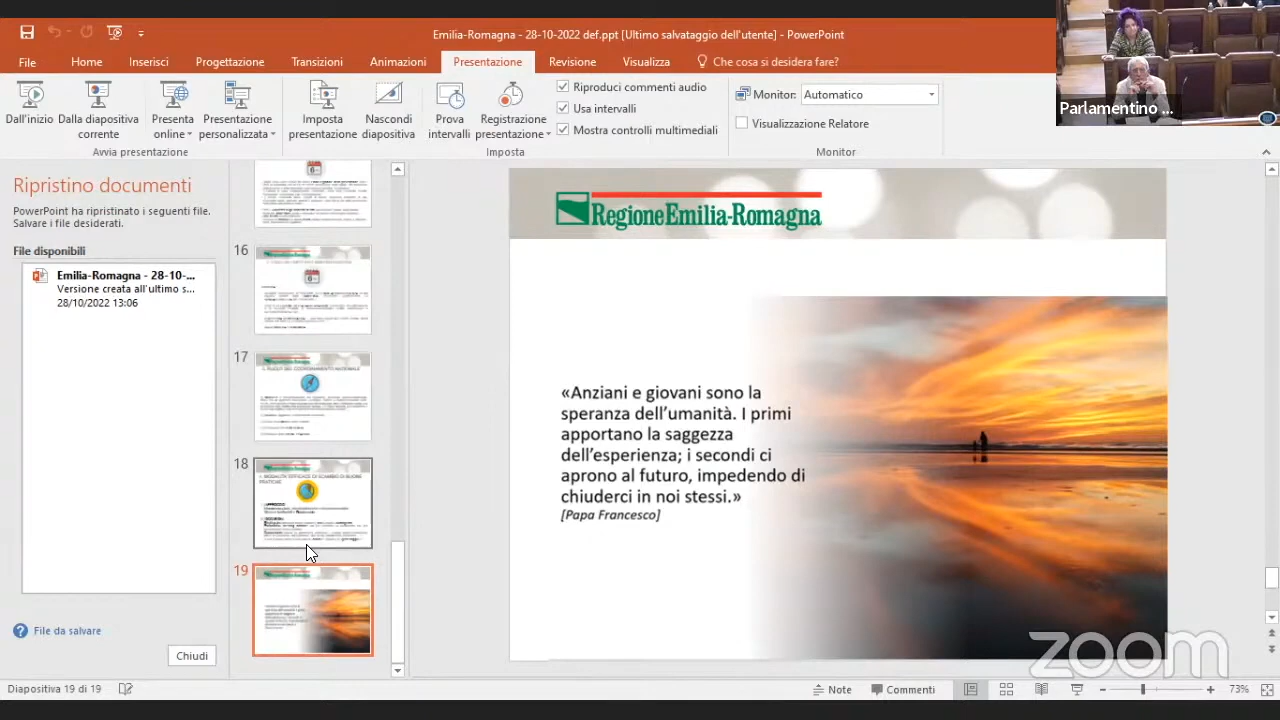 Emilia-Romagna - 28-10-2022 def.ppt [Ultimo salvataggio dell'utente] - PowerPoint
File
Home
Inserisci
Progettazione
Transizioni
Animazioni
Presentazione
Revisione
Visualizza
Che cosa si desidera fare?
Dall'inizio
Dalla diapositiva corrente
Presenta online
Presentazione personalizzata
Avvia presentazione
Imposta presentazione
Nascondi diapositiva
Prova intervalli
Registrazione presentazione
Riproduci commenti audio
Usa intervalli
Mostra controlli multimediali
Imposta
Monitor:
Automatico
Visualizzazione Relatore
Monitor
Parlamentino ...
Ripristino documenti
Sono stati ripristinati i seguenti file.
Salvare i file desiderati.
File disponibili
Emilia-Romagna - 28-10-...
Versione creata all'ultimo s...
28/10/2022 13:06
File da salvare
Chiudi
16
17
18
19
RegioneEmilia-Romagna
«Anziani e giovani sono la
speranza dell'umanità. I primi
apportano la saggezza
dell'esperienza; i secondi ci
aprono al futuro, impedendo di
chiuderci in noi stessi.»
[Papa Francesco]
zoom
Diapositiva 19 di 19
Note
Commenti
73%